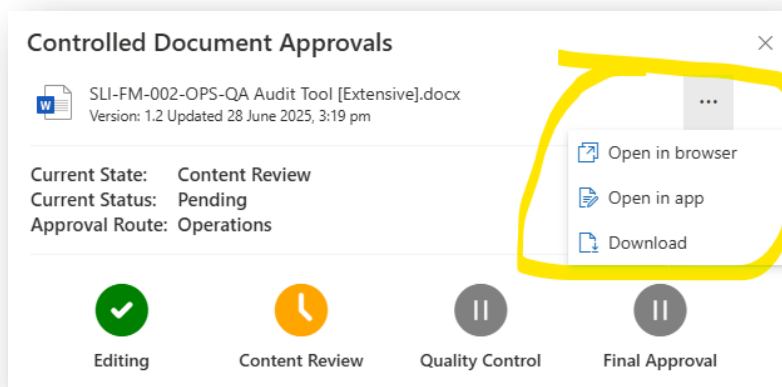 Controlled Document Approvals
SLI-FM-002-OPS-QA Audit Tool [Extensive].docx
Version: 1.2 Updated 28 June 2025, 3:19 pm
Open in browser
Open in app
Download
Current State: Content Review
Current Status: Pending
Approval Route: Operations
Editing
Content Review
Quality Control
Final Approval